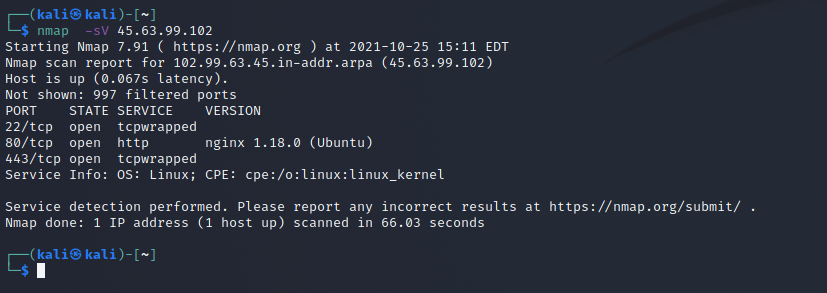 ┌──(kali㉿kali)-[~]
└─$ nmap  -sV 45.63.99.102
Starting Nmap 7.91 ( https://nmap.org ) at 2021-10-25 15:11 EDT
Nmap scan report for 102.99.63.45.in-addr.arpa (45.63.99.102)
Host is up (0.067s latency).
Not shown: 997 filtered ports
PORT    STATE SERVICE    VERSION
22/tcp  open  tcpwrapped
80/tcp  open  http       nginx 1.18.0 (Ubuntu)
443/tcp open  tcpwrapped
Service Info: OS: Linux; CPE: cpe:/o:linux:linux_kernel

Service detection performed. Please report any incorrect results at https://nmap.org/submit/ .
Nmap done: 1 IP address (1 host up) scanned in 66.03 seconds

┌──(kali㉿kali)-[~]
└─$